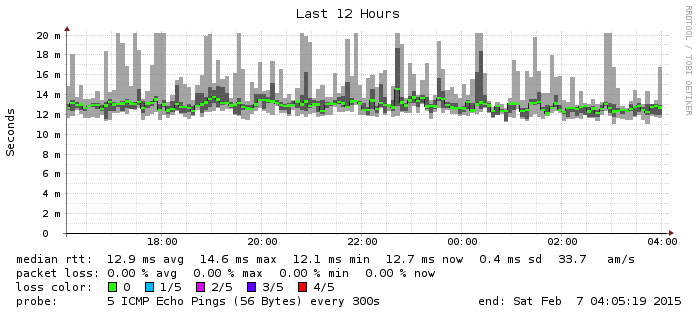 Last 12 Hours
RRDTOOL / TOBI OETIKER
Seconds
20 m
18 m
16 m
14 m
12 m
10 m
8 m
6 m
4 m
2 m
0
18:00 20:00 22:00 00:00 02:00 04:00
median rtt: 12.9 ms avg 14.6 ms max 12.1 ms min 12.7 ms now 0.4 ms sd 33.7 am/s
packet loss: 0.00 % avg 0.00 % max 0.00 % min 0.00 % now
loss color: 0 1/5 2/5 3/5 4/5
probe: 5 ICMP Echo Pings (56 Bytes) every 300s end: Sat Feb 7 04:05:19 2015